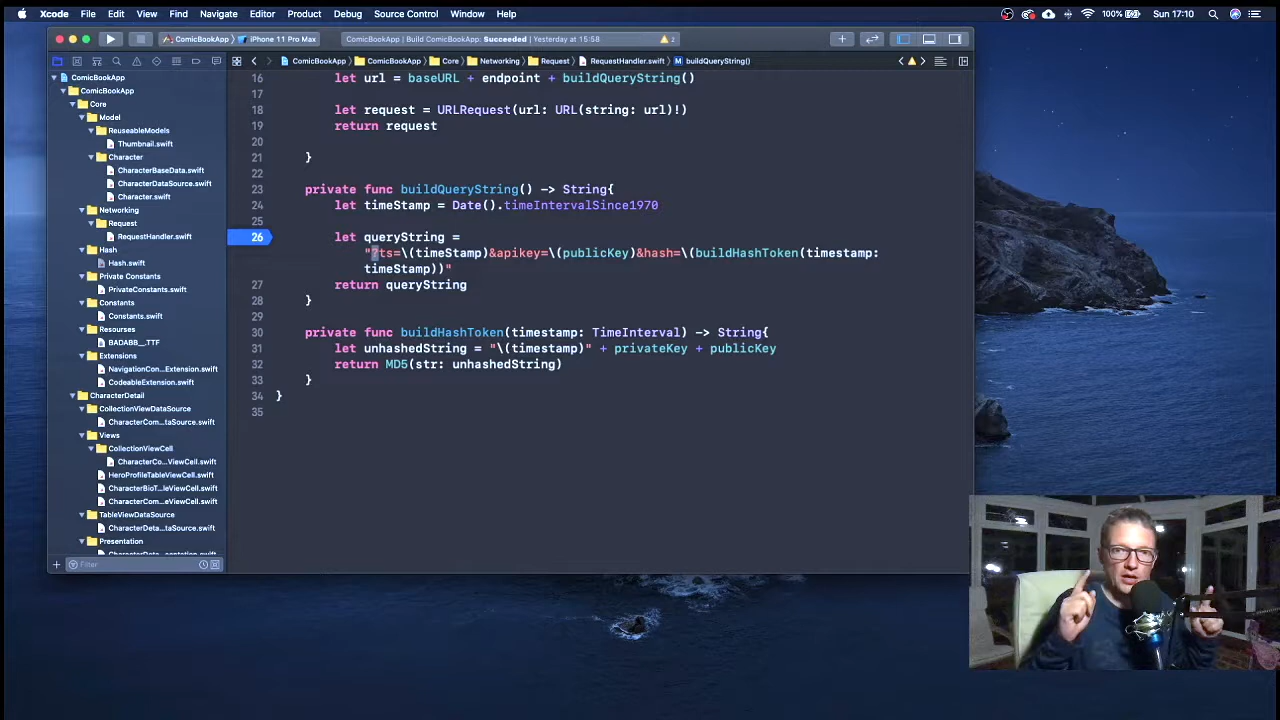 Xcode File Edit View Find Navigate Editor Product Debug Source Control Window Help
100% Sun 17:10
ComicBookApp iPhone 11 Pro Max
ComicBookApp | Build ComicBookApp: Succeeded | Yesterday at 15:58
2
ComicBookApp ComicBookApp Core Networking Request RequestHandler.swift M buildQueryString()
ComicBookApp
ComicBookApp
Core
Model
ReuseableModels
Thumbnail.swift
Character
CharacterBaseData.swift
CharacterDataSource.swift
Character.swift
Networking
Request
RequestHandler.swift
Hash
Hash.swift
Private Constants
PrivateConstants.swift
Constants
Constants.swift
Resourses
BADABB__.TTF
Extensions
NavigationCon...Extension.swift
CodeableExtension.swift
CharacterDetail
CollectionViewDataSource
CharacterCom...taSource.swift
Views
CollectionViewCell
CharacterCo...ViewCell.swift
HeroProfileTableViewCell.swift
CharacterBioT...leViewCell.swift
CharacterCom...eViewCell.swift
TableViewDataSource
CharacterDeta...taSource.swift
Presentation
CharacterDeta...sentation.swift
Filter
16 let url = baseURL + endpoint + buildQueryString()
17
18 let request = URLRequest(url: URL(string: url)!)
19 return request
20
21 }
22
23 private func buildQueryString() -> String{
24 let timeStamp = Date().timeIntervalSince1970
25
26 let queryString =
"?ts=\(timeStamp)&apikey=\(publicKey)&hash=\(buildHashToken(timestamp:
timeStamp))"
27 return queryString
28 }
29
30 private func buildHashToken(timestamp: TimeInterval) -> String{
31 let unhashedString = "\(timestamp)" + privateKey + publicKey
32 return MD5(str: unhashedString)
33 }
34 }
35